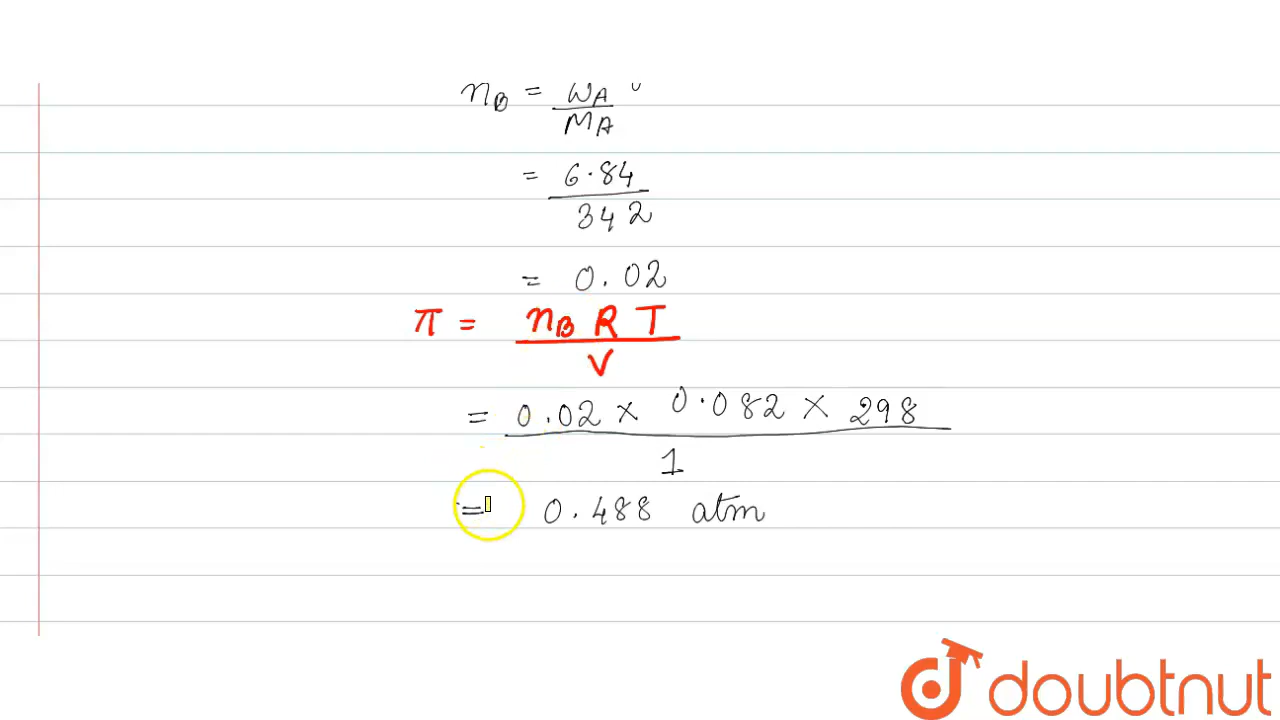 n_B = W_A
M_A
= 6.84
342
= 0.02
π = n_B R T
V
= 0.02 × 0.082 × 298
1
= 0.488 atm
doubtnut